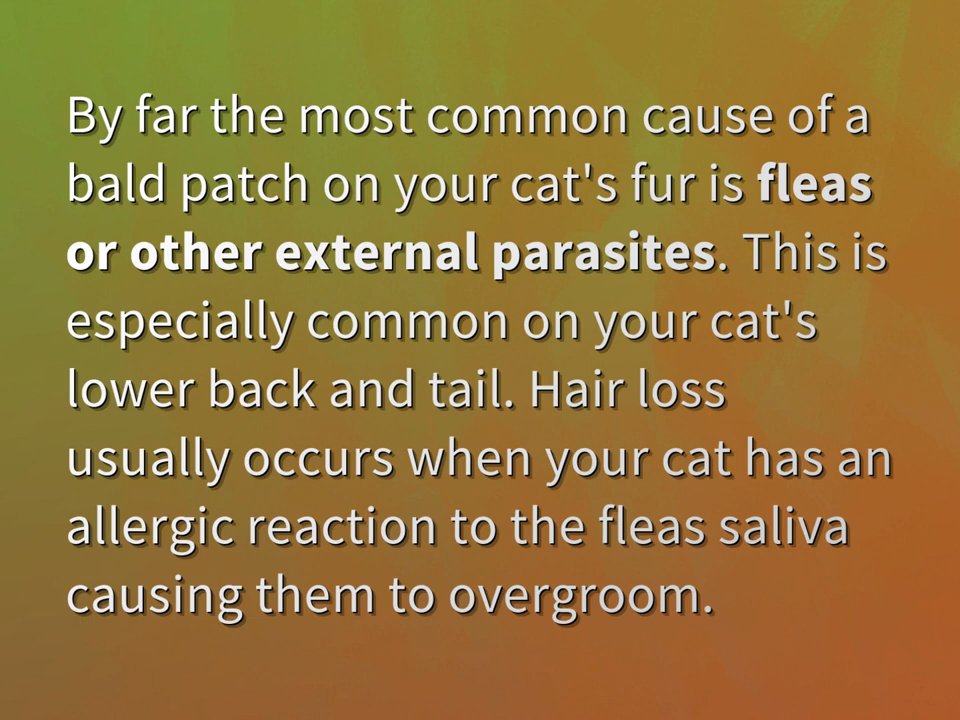 By far the most common cause of a
bald patch on your cat's fur is fleas
or other external parasites. This is
especially common on your cat's
lower back and tail. Hair loss
usually occurs when your cat has an
allergic reaction to the fleas saliva
causing them to overgroom.